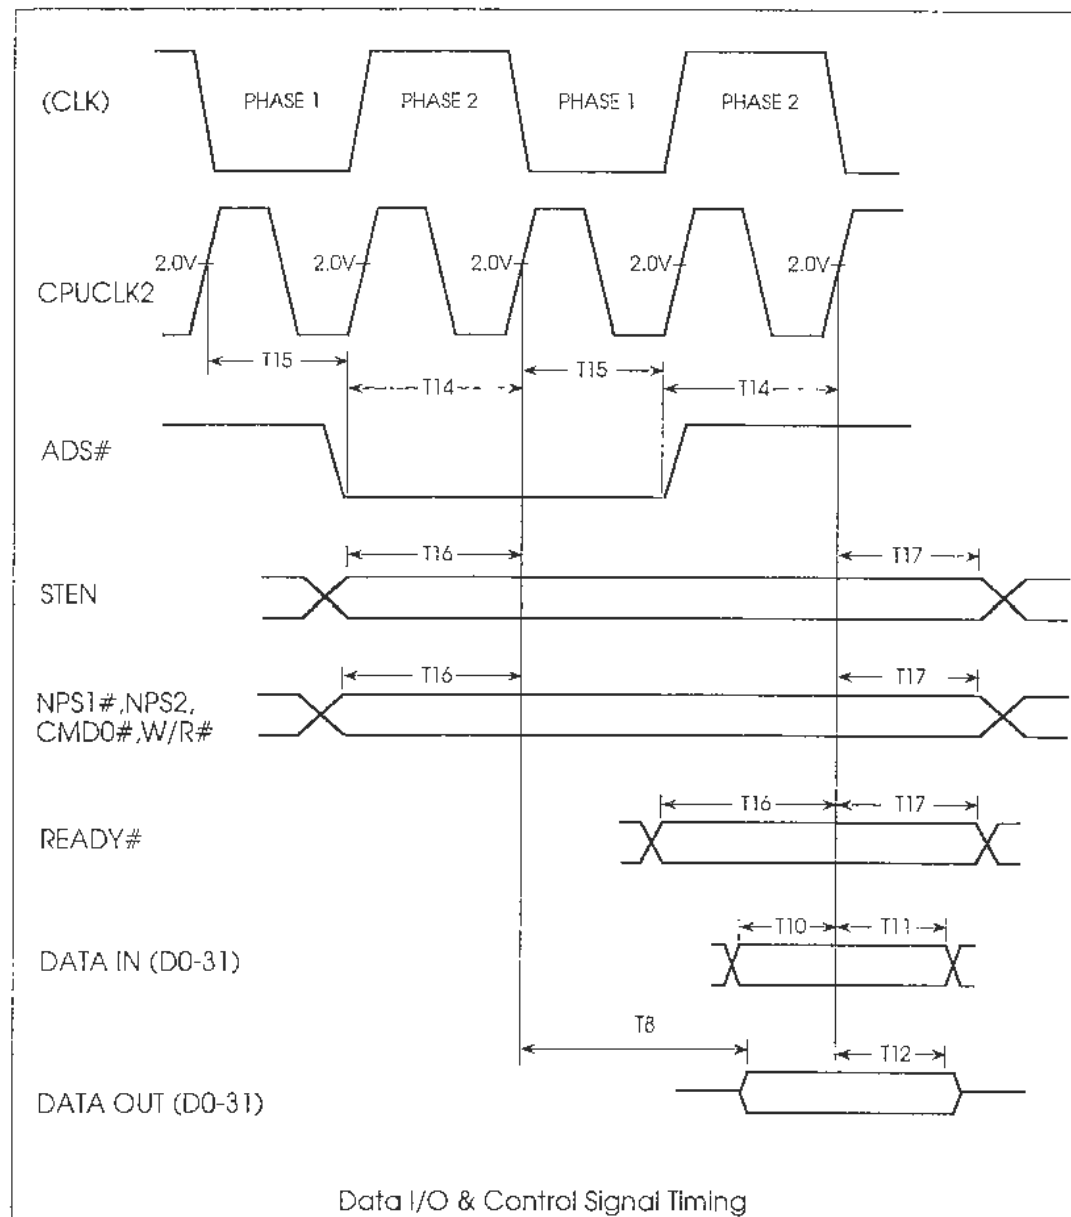 (CLK)
PHASE 1 PHASE 2 PHASE 1 PHASE 2
2.0V 2.0V 2.0V 2.0V 2.0V
CPUCLK2
T15 T15
T14 T14
ADS#
T16 T17
STEN
T16 T17
NPS1#,NPS2,
CMD0#,W/R#
T16 T17
READY#
T10 T11
DATA IN (D0-31)
T8
T12
DATA OUT (D0-31)
Data I/O & Control Signal Timing